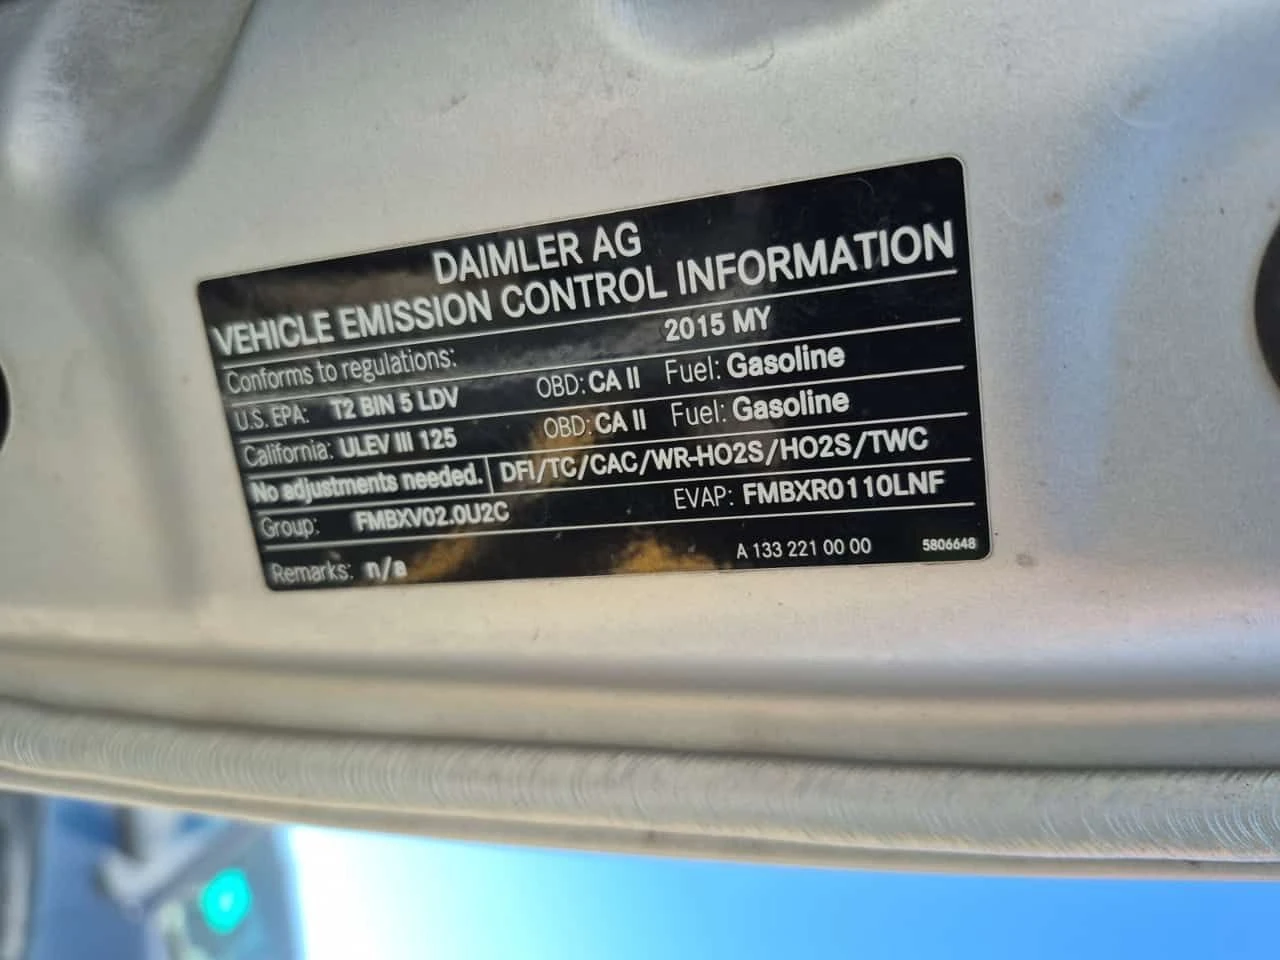 DAIMLER AG
VEHICLE EMISSION CONTROL INFORMATION
Conforms to regulations: 2015 MY
U.S. EPA: T2 BIN 5 LDV OBD: CA II Fuel: Gasoline
California: ULEV III 125 OBD: CA II Fuel: Gasoline
No adjustments needed. DFI/TC/CAC/WR-HO2S/HO2S/TWC
Group: FMBXV02.0U2C EVAP: FMBXR0110LNF
Remarks: n/a A 133 221 00 00 5806648